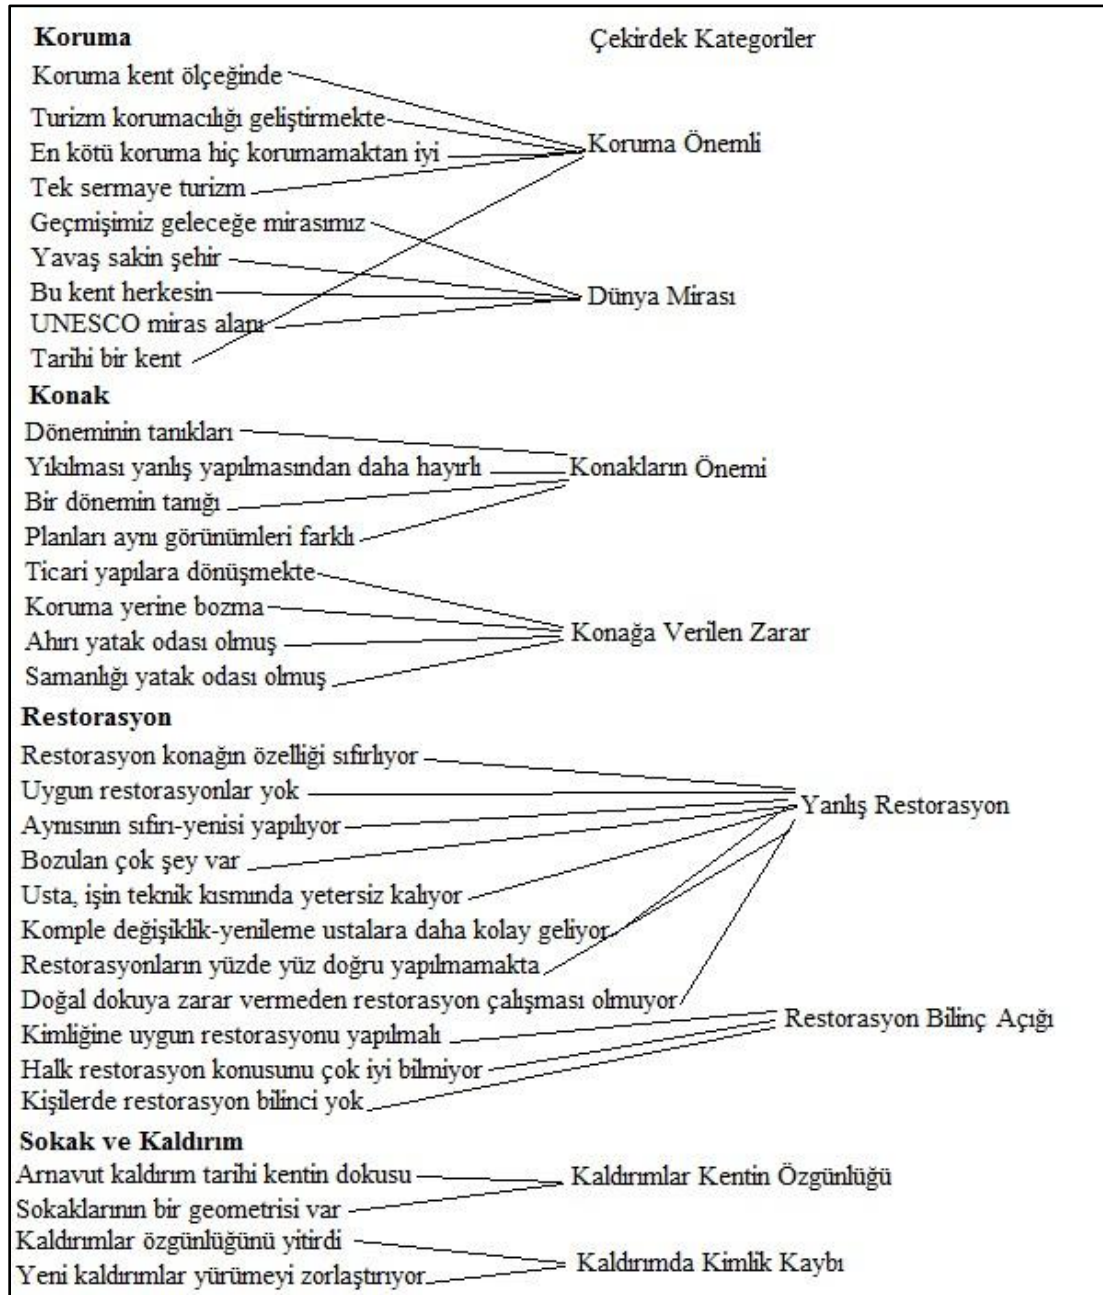 Koruma
Çekirdek Kategoriler
Koruma kent ölçeğinde
Turizm korumacılığı geliştirmekte
En kötü koruma hiç korumamaktan iyi
Koruma Önemli
Tek sermaye turizm
Geçmişimiz geleceğe mirasımız
Yavaş sakin şehir
Bu kent herkesin
Dünya Mirası
UNESCO miras alanı
Tarihi bir kent
Konak
Döneminin tanıkları
Yıkılması yanlış yapılmasından daha hayırlı
Konakların Önemi
Bir dönemin tanığı
Planları aynı görünümleri farklı
Ticari yapılara dönüşmekte
Koruma yerine bozma
Konağa Verilen Zarar
Ahırı yatak odası olmuş
Samanlığı yatak odası olmuş
Restorasyon
Restorasyon konağın özelliği sıfırlıyor
Uygun restorasyonlar yok
Yanlış Restorasyon
Aynısının sıfırı-yenisi yapılıyor
Bozulan çok şey var
Usta, işin teknik kısmında yetersiz kalıyor
Komple değişiklik-yenileme ustalara daha kolay geliyor
Restorasyonların yüzde yüz doğru yapılmamakta
Doğal dokuya zarar vermeden restorasyon çalışması olmuyor
Restorasyon Bilinç Açığı
Kimliğine uygun restorasyonu yapılmalı
Halk restorasyon konusunu çok iyi bilmiyor
Kişilerde restorasyon bilinci yok
Sokak ve Kaldırım
Arnavut kaldırım tarihi kentin dokusu
Kaldırımlar Kentin Özgünlüğü
Sokaklarının bir geometrisi var
Kaldırımlar özgünlüğünü yitirdi
Kaldırımda Kimlik Kaybı
Yeni kaldırımlar yürümeyi zorlaştırıyor